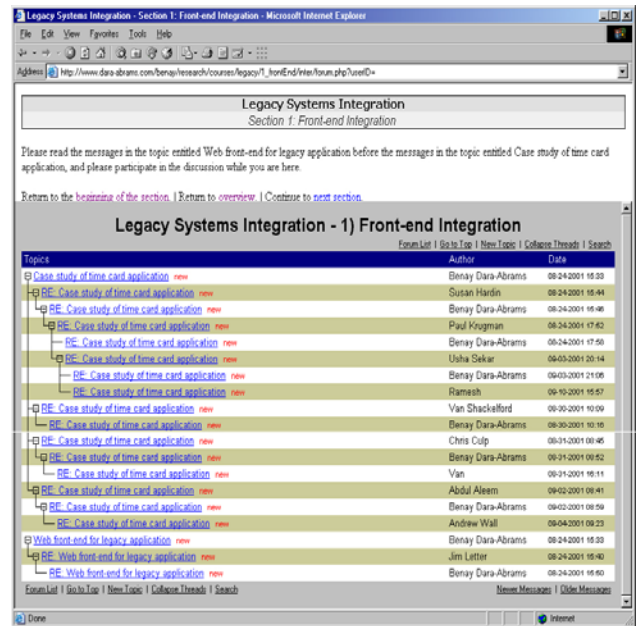 Legacy Systems Integration - Section 1: Front-end Integration - Microsoft Internet Explorer
File Edit View Favorites Tools Help
Address http://www.dara-abrams.com/benay/research/courses/legacy/1_frontEnd/inter/forum.php?userID=
Legacy Systems Integration
Section 1: Front-end Integration
Please read the messages in the topic entitled Web front-end for legacy application before the messages in the topic entitled Case study of time card
application, and please participate in the discussion while you are here.
Return to the beginning of the section. | Return to overview. | Continue to next section.
Legacy Systems Integration - 1) Front-end Integration
Forum List | Go to Top | New Topic | Collapse Threads | Search
Topics Author Date
Case study of time card application new Benay Dara-Abrams 08-24-2001 15:33
RE: Case study of time card application new Susan Hardin 08-24-2001 15:44
RE: Case study of time card application new Benay Dara-Abrams 08-24-2001 15:46
RE: Case study of time card application new Paul Krugman 08-24-2001 17:52
RE: Case study of time card application new Benay Dara-Abrams 08-24-2001 17:58
RE: Case study of time card application new Usha Sekar 09-03-2001 20:14
RE: Case study of time card application new Benay Dara-Abrams 09-03-2001 21:06
RE: Case study of time card application new Ramesh 09-10-2001 15:57
RE: Case study of time card application new Van Shackelford 08-30-2001 10:09
RE: Case study of time card application new Benay Dara-Abrams 08-30-2001 10:16
RE: Case study of time card application new Chris Culp 08-31-2001 08:45
RE: Case study of time card application new Benay Dara-Abrams 08-31-2001 09:52
RE: Case study of time card application new Van 08-31-2001 16:11
RE: Case study of time card application new Abdul Aleem 09-02-2001 08:41
RE: Case study of time card application new Benay Dara-Abrams 09-02-2001 08:59
RE: Case study of time card application new Andrew Wall 09-04-2001 09:23
Web front-end for legacy application new Benay Dara-Abrams 08-24-2001 15:33
RE: Web front-end for legacy application new Jim Letter 08-24-2001 15:40
RE: Web front-end for legacy application new Benay Dara-Abrams 08-24-2001 15:50
Forum List | Go to Top | New Topic | Collapse Threads | Search Newer Messages | Older Messages
Done Internet